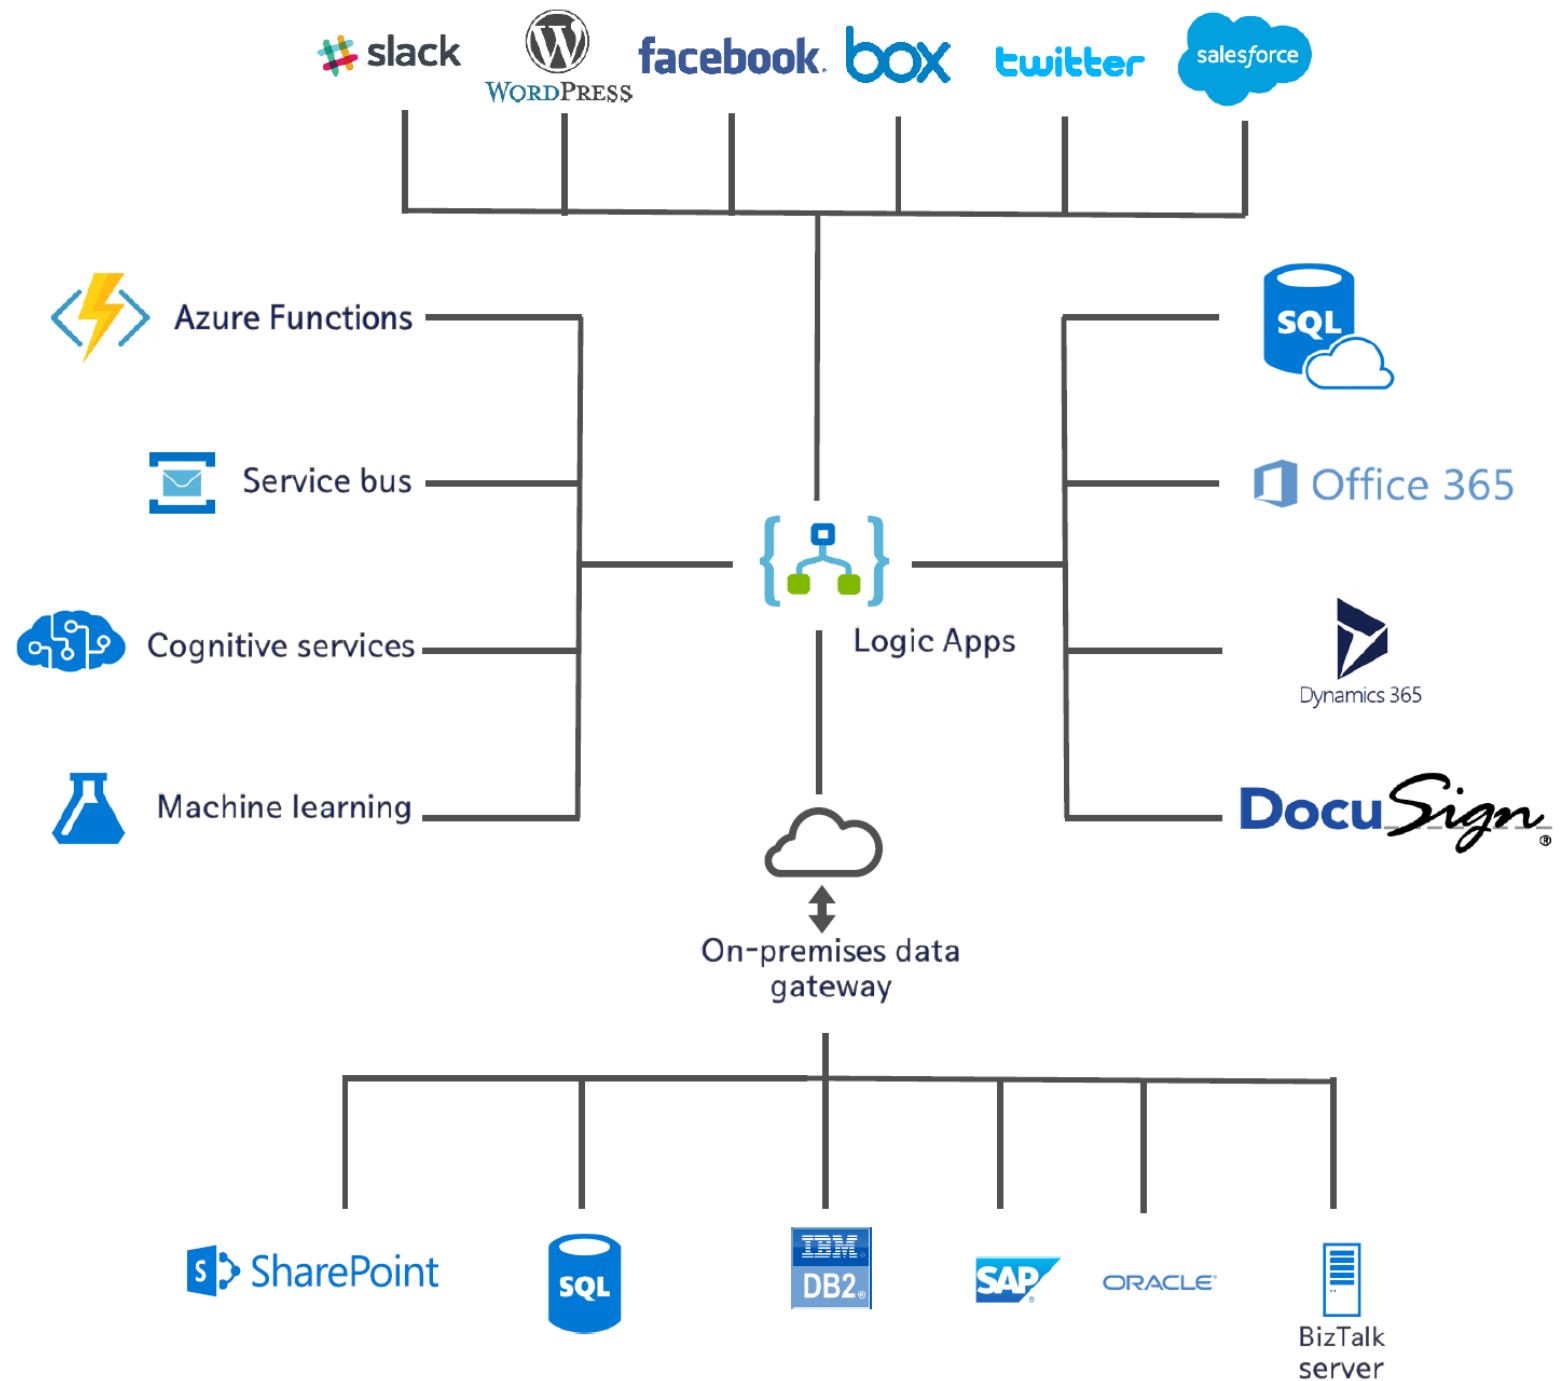 slack
WORDPRESS
facebook.
box
twitter
salesforce
Azure Functions
SQL
Service bus
Office 365
Logic Apps
Cognitive services
Dynamics 365
Machine learning
DocuSign®
On-premises data
gateway
S SharePoint
SQL
IBM.
DB2®
SAP®
ORACLE®
BizTalk
server